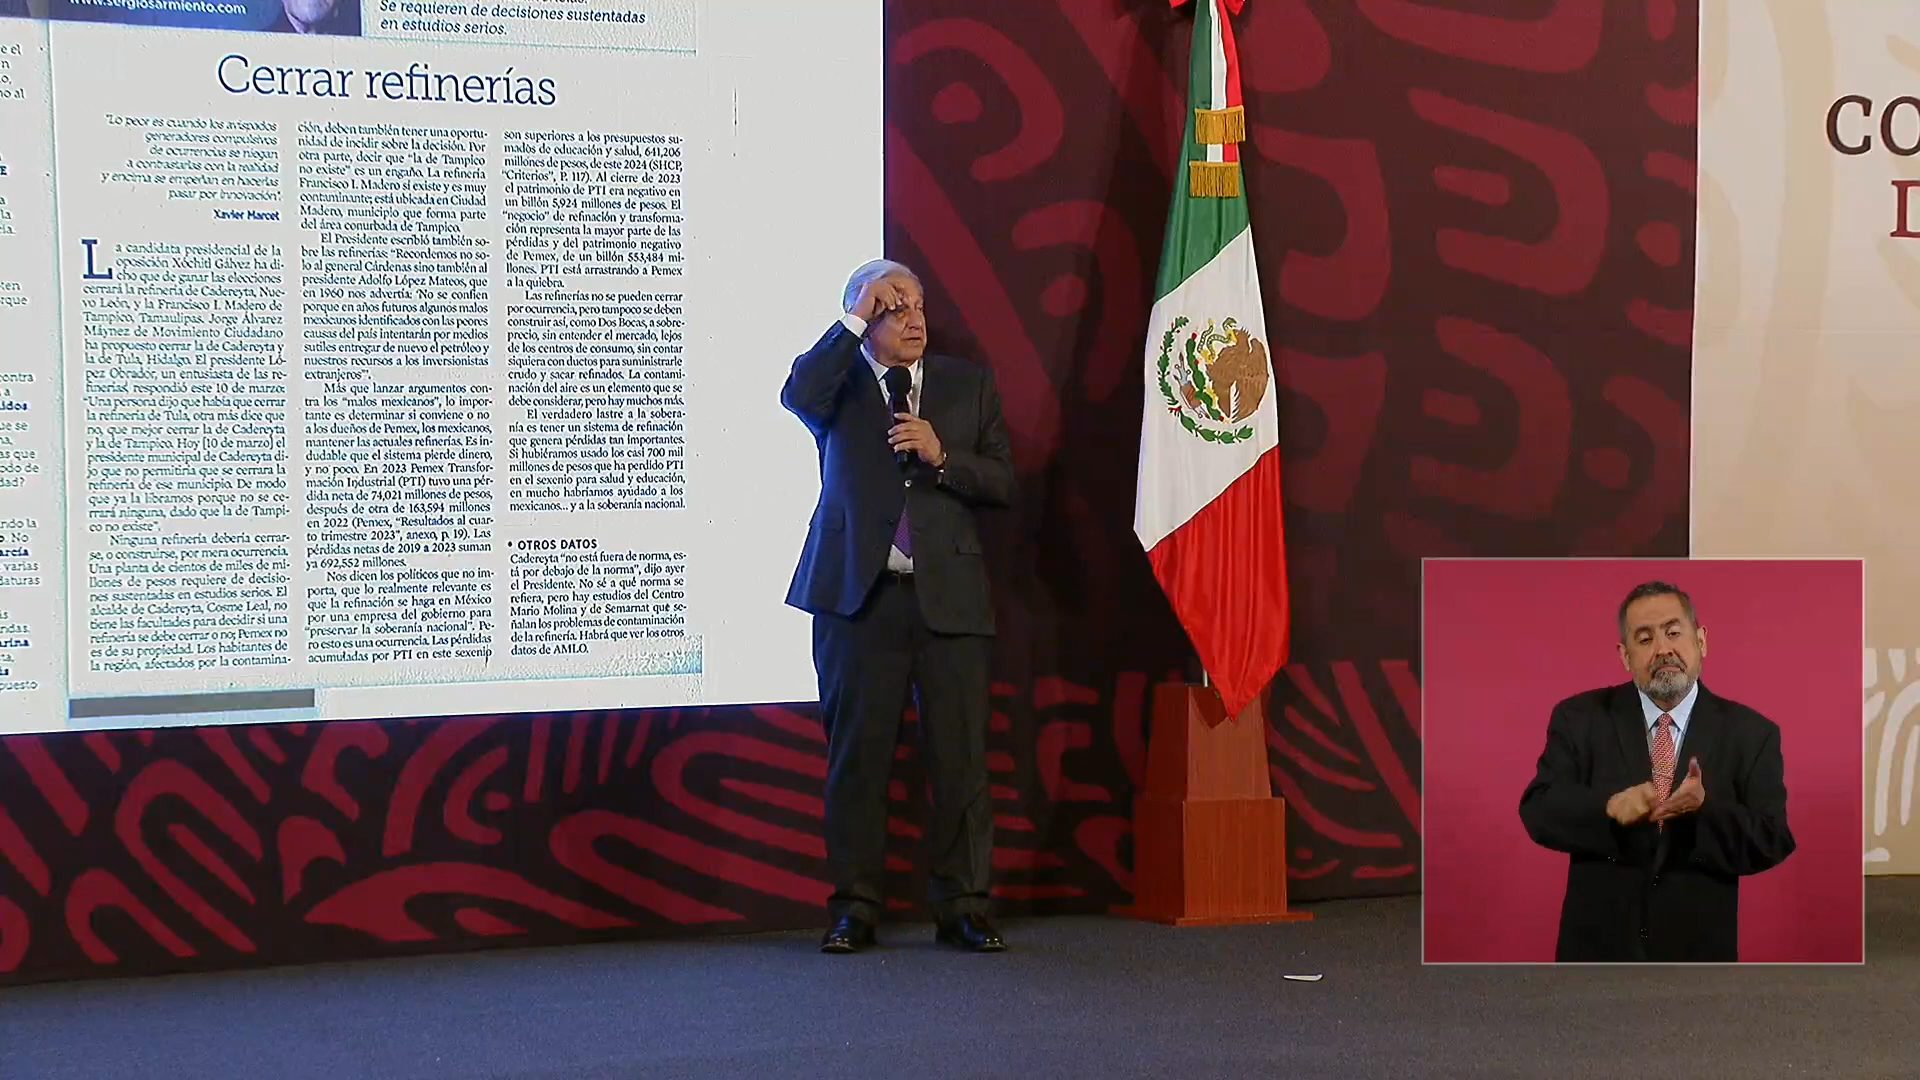 www.sergiosarmiento.com
Se requieren de decisiones sustentadas
en estudios serios.
Cerrar refinerías
"Lo peor es cuando los avispados
generadores compulsivos
de ocurrencias se niegan
a contrastarlas con la realidad
y encima se empeñan en hacerlas
pasar por innovación".
Xavier Marcet
La candidata presidencial de la
oposición Xóchitl Gálvez ha di-
cho que de ganar las elecciones
cerrará la refinería de Cadereyta, Nue-
vo León, y la Francisco I. Madero de
Tampico, Tamaulipas. Jorge Álvarez
Máynez de Movimiento Ciudadano
ha propuesto cerrar la de Cadereyta y
la de Tula, Hidalgo. El presidente Ló-
pez Obrador, un entusiasta de las re-
finerías, respondió este 10 de marzo:
"Una persona dijo que había que cerrar
la refinería de Tula, otra más dice que
no, que mejor cerrar la de Cadereyta
y la de Tampico. Hoy [10 de marzo] el
presidente municipal de Cadereyta di-
jo que no permitiría que se cerrara la
refinería de ese municipio. De modo
que ya la libramos porque no se ce-
rrará ninguna, dado que la de Tampi-
co no existe".
Ninguna refinería debería cerrar-
se, o construirse, por mera ocurrencia.
Una planta de cientos de miles de mi-
llones de pesos requiere de decisio-
nes sustentadas en estudios serios. El
alcalde de Cadereyta, Cosme Leal, no
tiene las facultades para decidir si una
refinería se debe cerrar o no; Pemex no
es de su propiedad. Los habitantes de
la región, afectados por la contamina-
ción, deben también tener una oportu-
nidad de incidir sobre la decisión. Por
otra parte, decir que "la de Tampico
no existe" es un engaño. La refinería
Francisco I. Madero sí existe y es muy
contaminante; está ubicada en Ciudad
Madero, municipio que forma parte
del área conurbada de Tampico.
El Presidente escribió también so-
bre las refinerías: "Recordemos no so-
lo al general Cárdenas sino también al
presidente Adolfo López Mateos, que
en 1960 nos advertía: 'No se confíen
porque en años futuros algunos malos
mexicanos identificados con las peores
causas del país intentarán por medios
sutiles entregar de nuevo el petróleo y
nuestros recursos a los inversionistas
extranjeros'".
Más que lanzar argumentos con-
tra los "malos mexicanos", lo impor-
tante es determinar si conviene o no
a los dueños de Pemex, los mexicanos,
mantener las actuales refinerías. Es in-
dudable que el sistema pierde dinero,
y no poco. En 2023 Pemex Transfor-
mación Industrial (PTI) tuvo una pér-
dida neta de 74,021 millones de pesos,
después de otra de 163,594 millones
en 2022 (Pemex, "Resultados al cuar-
to trimestre 2023", anexo, p. 19). Las
pérdidas netas de 2019 a 2023 suman
ya 692,552 millones.
Nos dicen los políticos que no im-
porta, que lo realmente relevante es
que la refinación se haga en México
por una empresa del gobierno para
"preservar la soberanía nacional". Pe-
ro esto es una ocurrencia. Las pérdidas
acumuladas por PTI en este sexenio
son superiores a los presupuestos su-
mados de educación y salud, 641,206
millones de pesos, de este 2024 (SHCP,
"Criterios", P. 117). Al cierre de 2023
el patrimonio de PTI era negativo en
un billón 5,924 millones de pesos. El
"negocio" de refinación y transforma-
ción representa la mayor parte de las
pérdidas y del patrimonio negativo
de Pemex, de un billón 553,484 mi-
llones. PTI está arrastrando a Pemex
a la quiebra.
Las refinerías no se pueden cerrar
por ocurrencia, pero tampoco se deben
construir así, como Dos Bocas, a sobre-
precio, sin entender el mercado, lejos
de los centros de consumo, sin contar
siquiera con ductos para suministrarle
crudo y sacar refinados. La contami-
nación del aire es un elemento que se
debe considerar, pero hay muchos más.
El verdadero lastre a la sobera-
nía es tener un sistema de refinación
que genera pérdidas tan importantes.
Si hubiéramos usado los casi 700 mil
millones de pesos que ha perdido PTI
en el sexenio para salud y educación,
en mucho habríamos ayudado a los
mexicanos... y a la soberanía nacional.
• OTROS DATOS
Cadereyta "no está fuera de norma, es-
tá por debajo de la norma", dijo ayer
el Presidente. No sé a qué norma se
refiera, pero hay estudios del Centro
Mario Molina y de Semarnat que se-
ñalan los problemas de contaminación
de la refinería. Habrá que ver los otros
datos de AMLO.
CO
D